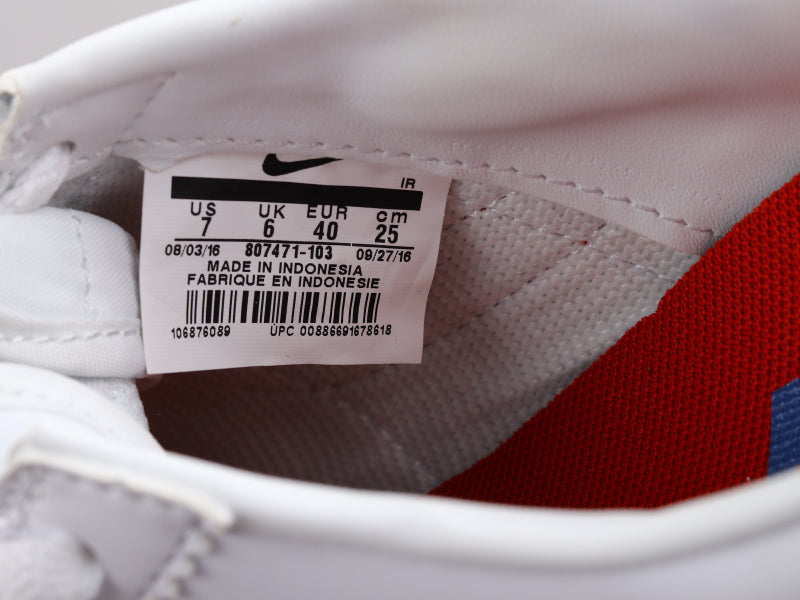 IR
US UK EUR cm
7 6 40 25
08/03/16 807471-103 09/27/16
MADE IN INDONESIA
FABRIQUE EN INDONESIE
106876089 UPC 00886691678618